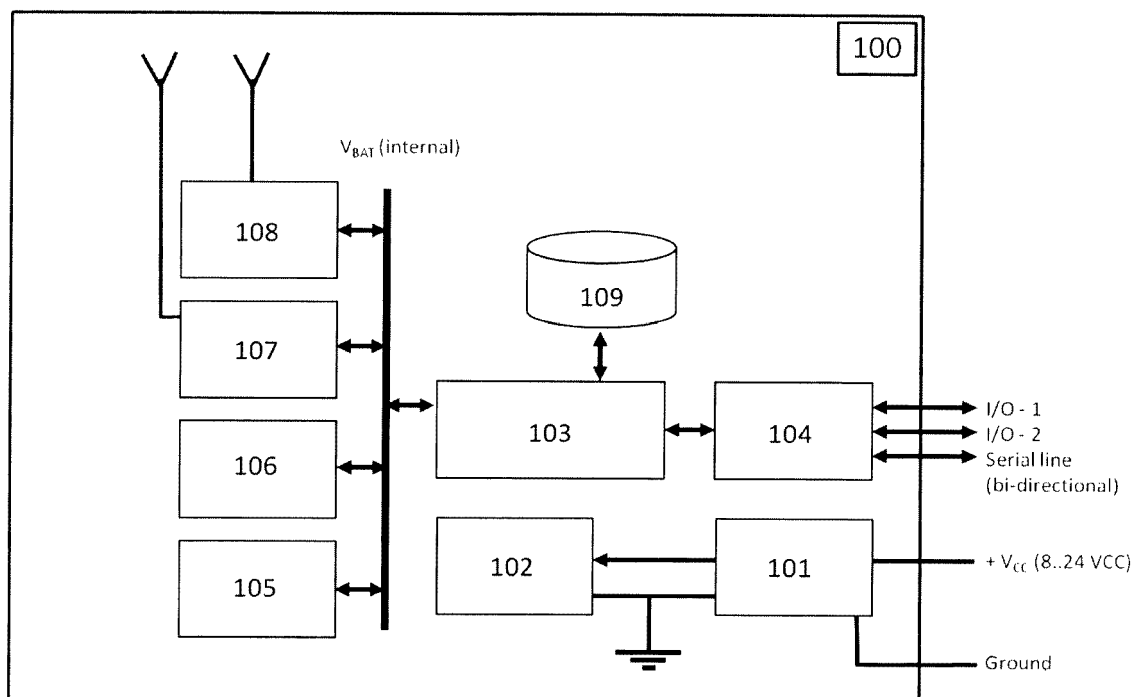 100
V_BAT (internal)
108
109
107
103
104
I/O - 1
I/O - 2
Serial line
(bi-directional)
106
102
101
+ V_CC (8..24 VCC)
105
Ground